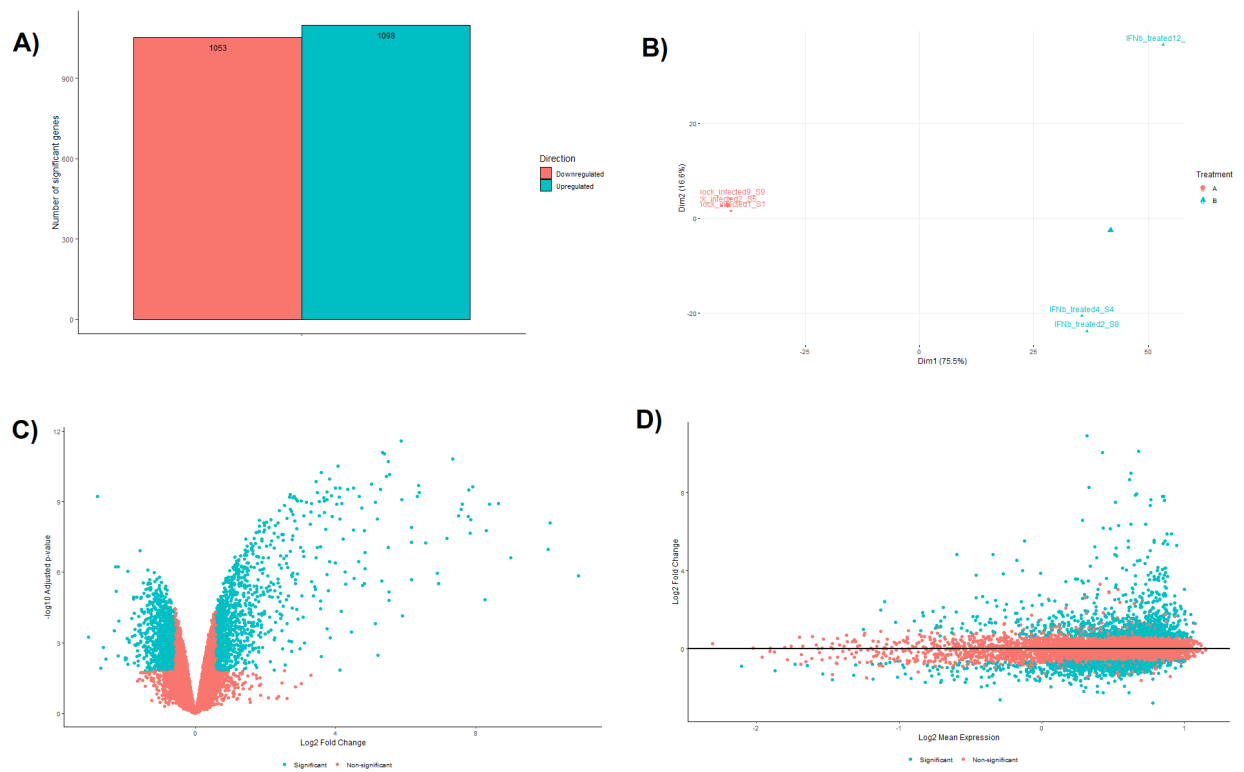 A)
1053
1098
900
600
300
0
Number of significant genes
Direction
Downregulated
Upregulated
B)
IFNb_treated12_
20
0
-20
Dim2 (16.6%)
nock_infected9_S9
IFNb_treated4_S4
IFNb_treated2_S8
-25
0
25
50
Dim1 (75.5%)
Treatment
A
B
C)
12
9
6
3
0
-log10 Adjusted p-value
0
4
8
Log2 Fold Change
Significant
Non-significant
D)
8
4
0
Log2 Fold Change
-2
-1
0
1
Log2 Mean Expression
Significant
Non-significant